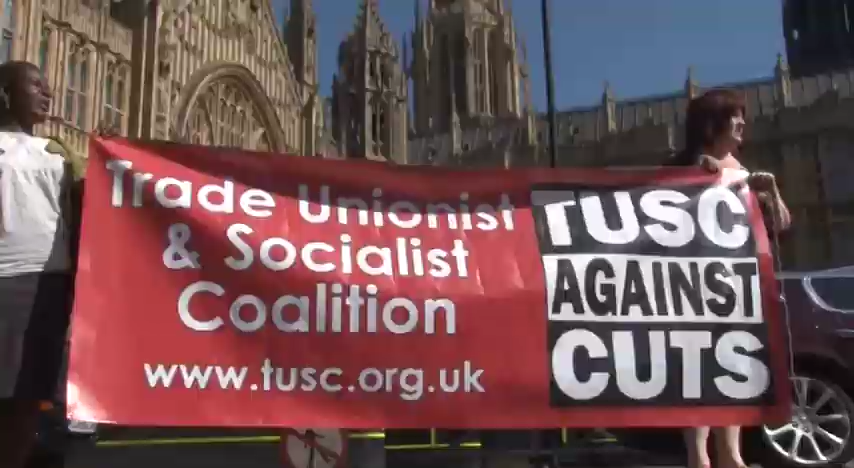 Trade Unionist
& Socialist
Coalition
www.tusc.org.uk
TUSC
AGAINST
CUTS